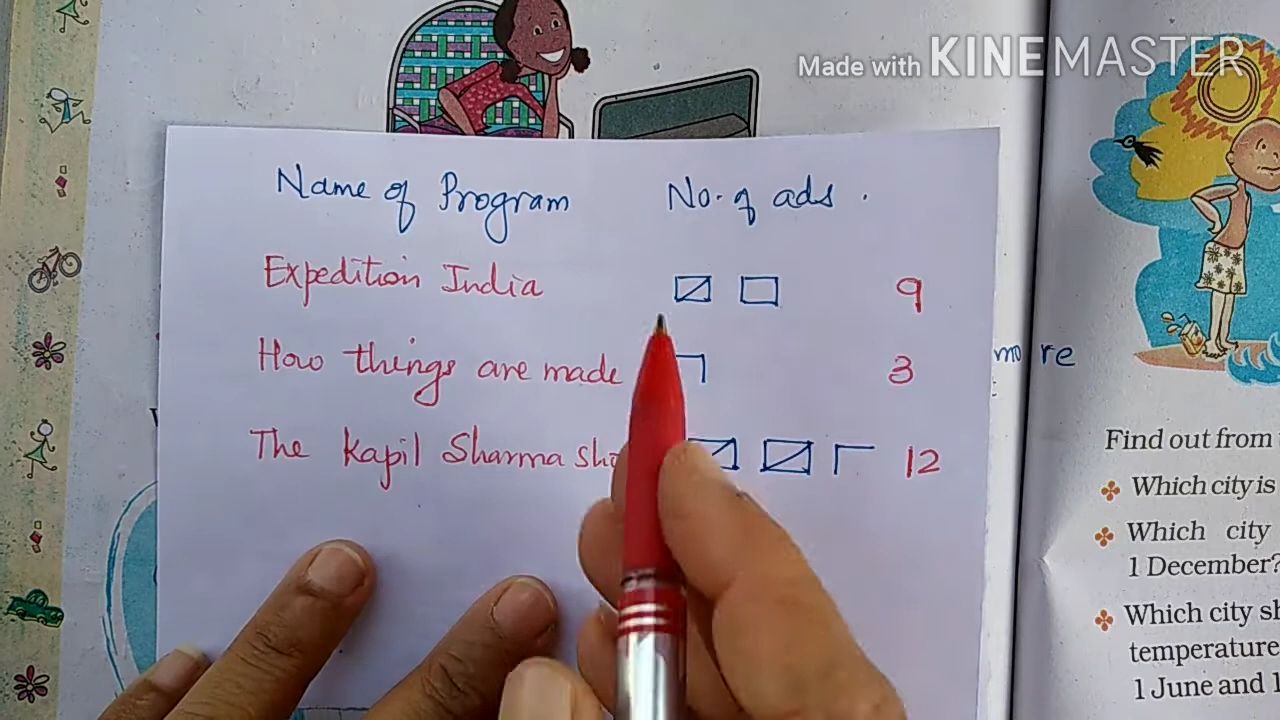 Made with KINEMASTER
Name of Program No. of ads.
Expedition India 9
How things are made 3
more
The Kapil Sharma 12
Find out from
Which city is
Which city
1 December?
Which city
temperature
1 June and 1